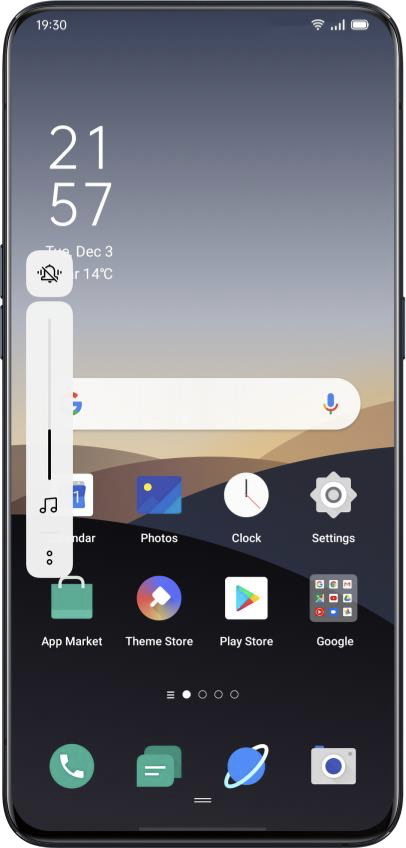 19:30
21
57
Tue, Dec 3
14℃
Photos
Clock
Settings
App Market
Theme Store
Play Store
Google